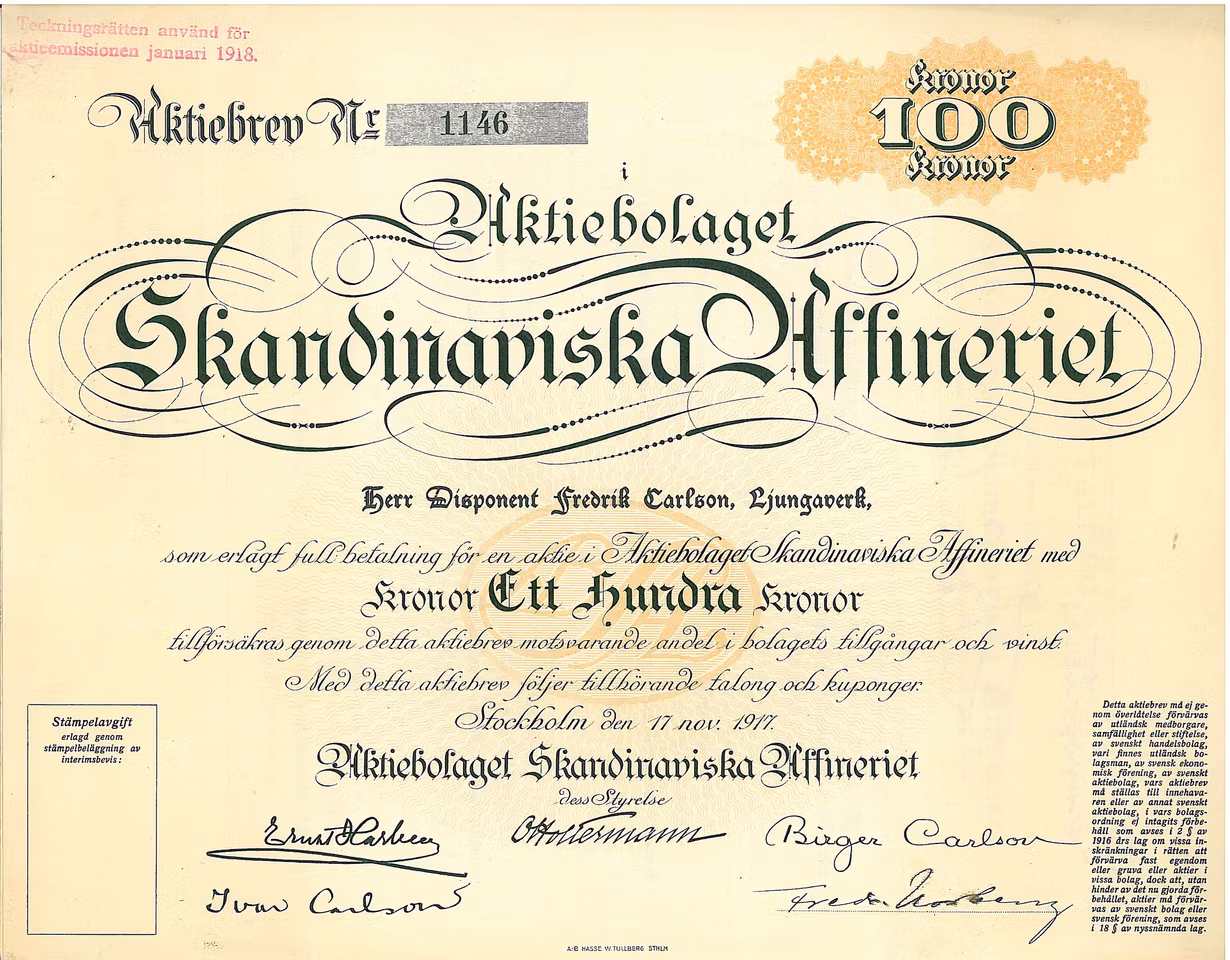 Teckningsrätten använd för
aktieemissionen januari 1918.
Kronor
100
Kronor
Aktiebrev Nr 1146
i
Aktiebolaget
Skandinaviska Affineriet
Herr Disponent Fredrik Carlson, Ljungaverk,
som erlagt full betalning för en aktie i Aktiebolaget Skandinaviska Affineriet med
Kronor Ett Hundra Kronor
tillförsäkras genom detta aktiebrev motsvarande andel i bolagets tillgångar och vinst.
Med detta aktiebrev följer tillhörande talong och kuponger.
Stockholm den 17 nov. 1917.
Aktiebolaget Skandinaviska Affineriet
dess Styrelse
Birger Carlson
Ivar Carlson
Stämpelavgift
erlagd genom
stämpelbeläggning av
interimsbevis:
Detta aktiebrev må ej ge-
nom överlåtelse förvärvas
av utländsk medborgare,
samfällighet eller stiftelse,
av svenskt handelsbolag,
vari finnes utländsk bo-
lagsman, av svensk ekono-
misk förening, av svenskt
aktiebolag, vars aktiebrev
må ställas till innehava-
ren eller av annat svenskt
aktiebolag, i vars bolags-
ordning ej intagits förbe-
håll som avses i 2 § av
1916 års lag om vissa in-
skränkningar i rätten att
förvärva fast egendom
eller gruva eller aktier i
vissa bolag, dock att, utan
hinder av det nu gjorda för-
behållet, aktier må förvär-
vas av svenskt bolag eller
svensk förening, som avses
i 18 § av nyssnämnda lag.
A.-B. HASSE W. TULLBERG STHLM